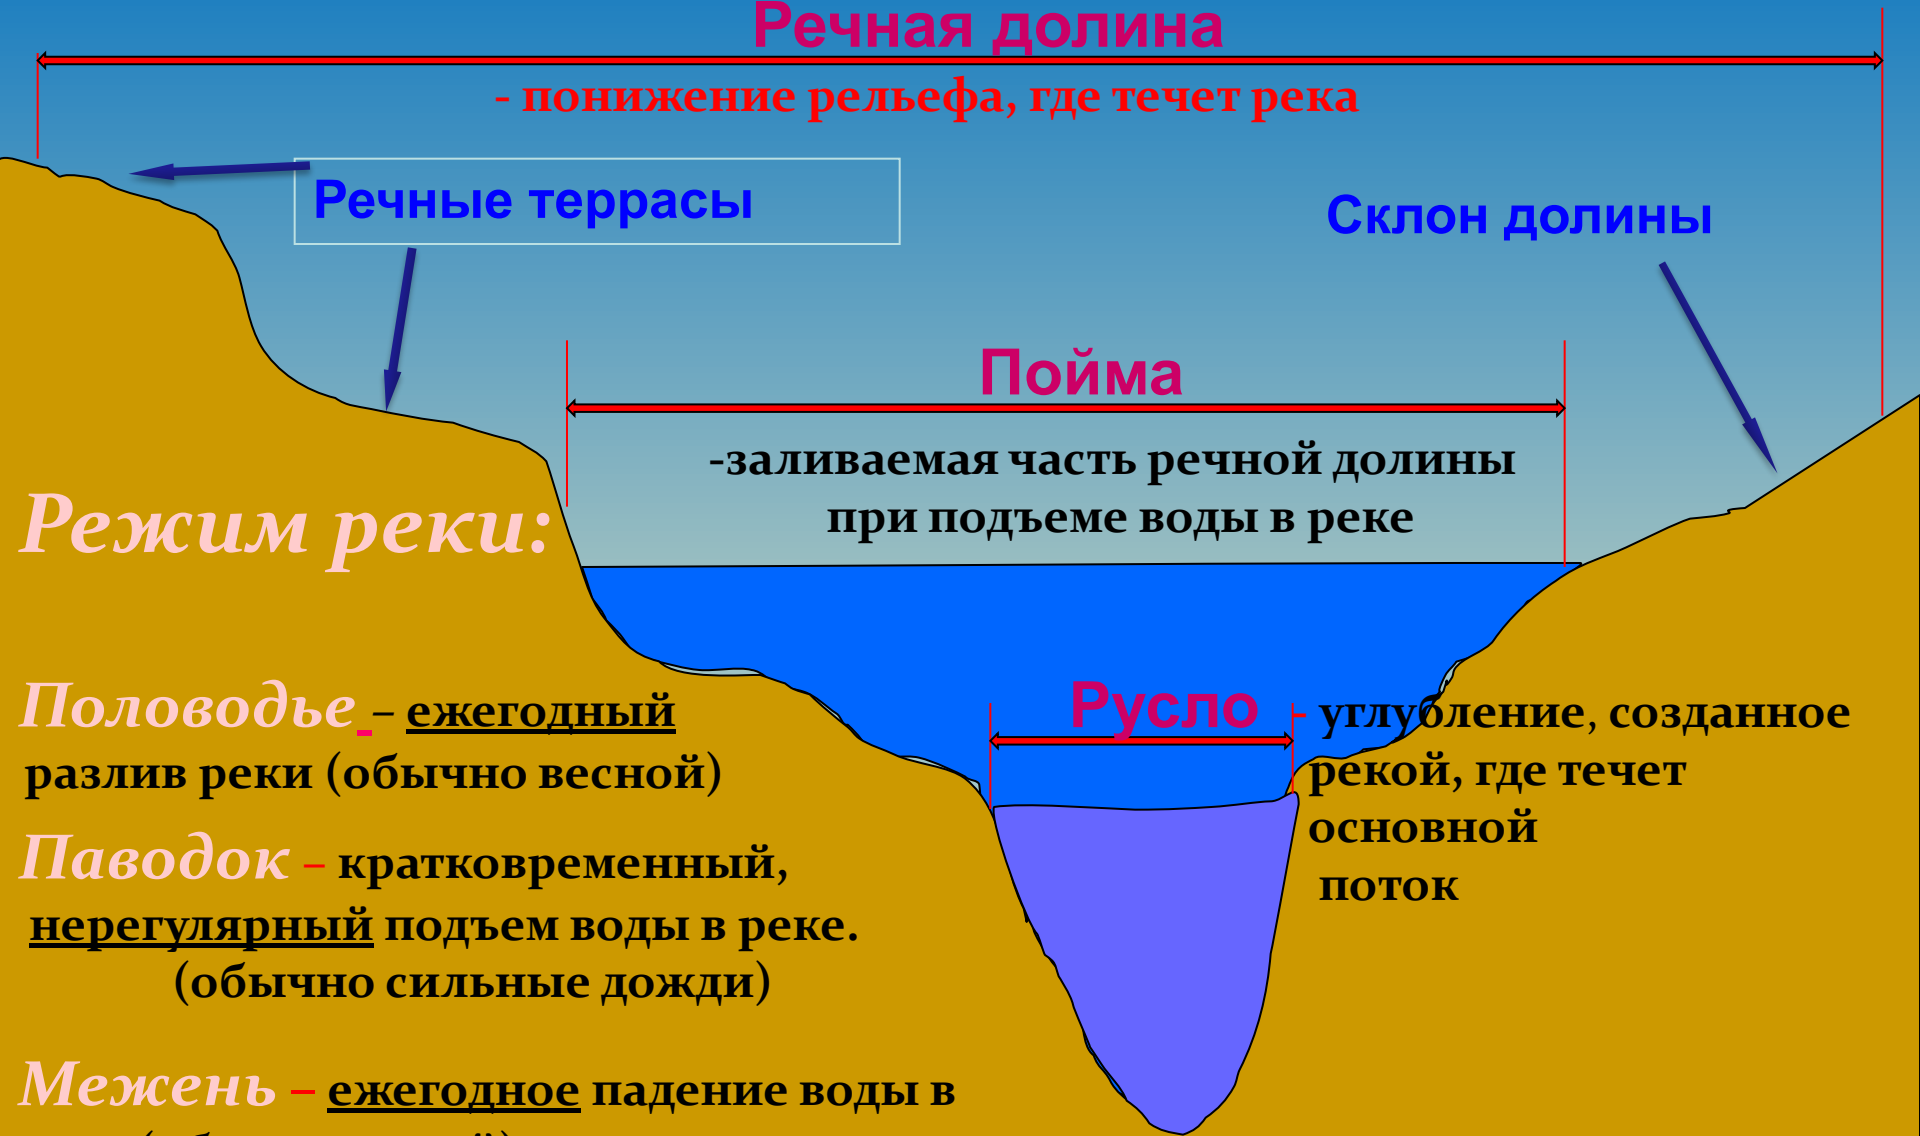 Речная долина
- понижение рельефа, где течет река
Речные террасы
Склон долины
Пойма
-заливаемая часть речной долины
при подъеме воды в реке
Режим реки:
Русло - углубление, созданное
рекой, где течет
основной
поток
Половодье – ежегодный
разлив реки (обычно весной)
Паводок – кратковременный,
нерегулярный подъем воды в реке.
(обычно сильные дожди)
Межень – ежегодное падение воды в